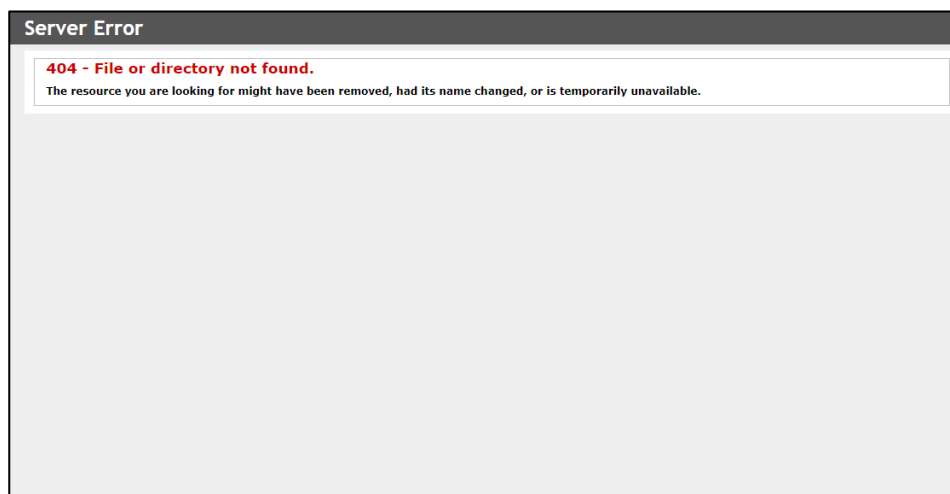 Server Error
404 - File or directory not found.
The resource you are looking for might have been removed, had its name changed, or is temporarily unavailable.